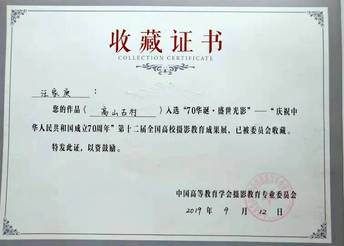 收藏证书
COLLECTION CERTIFICATE
汪家庚：
您的作品《 高山古村 》入选“70华诞·盛世光影”——“庆祝中
华人民共和国成立70周年”第十二届全国高校摄影教育成果展，已被委员会收藏。
特发此证，以资鼓励。
中国高等教育学会摄影教育专业委员会
2019 年 9 月 12 日